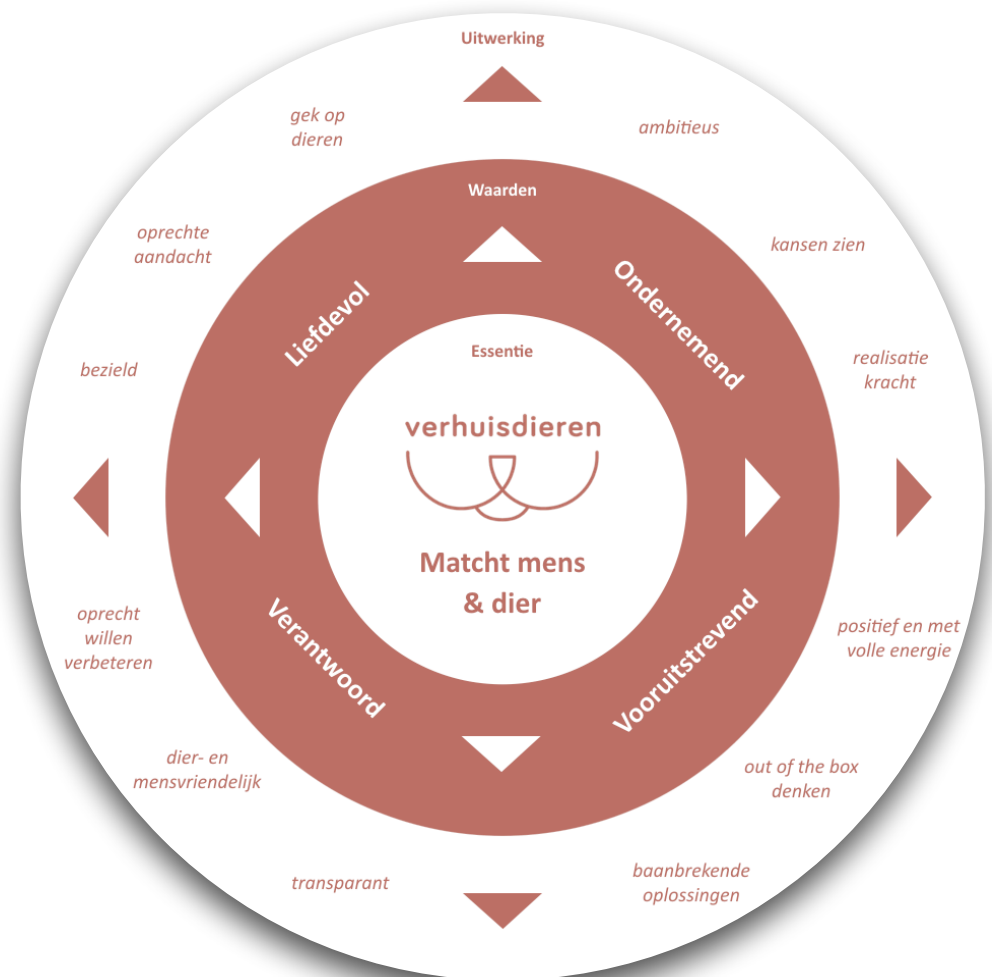 Uitwerking
gek op
dieren
ambitieus
Waarden
oprechte
aandacht
kansen zien
Liefdevol
Ondernemend
Essentie
bezield
realisatie
kracht
verhuisdieren
Matcht mens
& dier
oprecht
willen
verbeteren
Verantwoord
Vooruitstrevend
positief en met
volle energie
dier- en
mensvriendelijk
out of the box
denken
transparant
baanbrekende
oplossingen